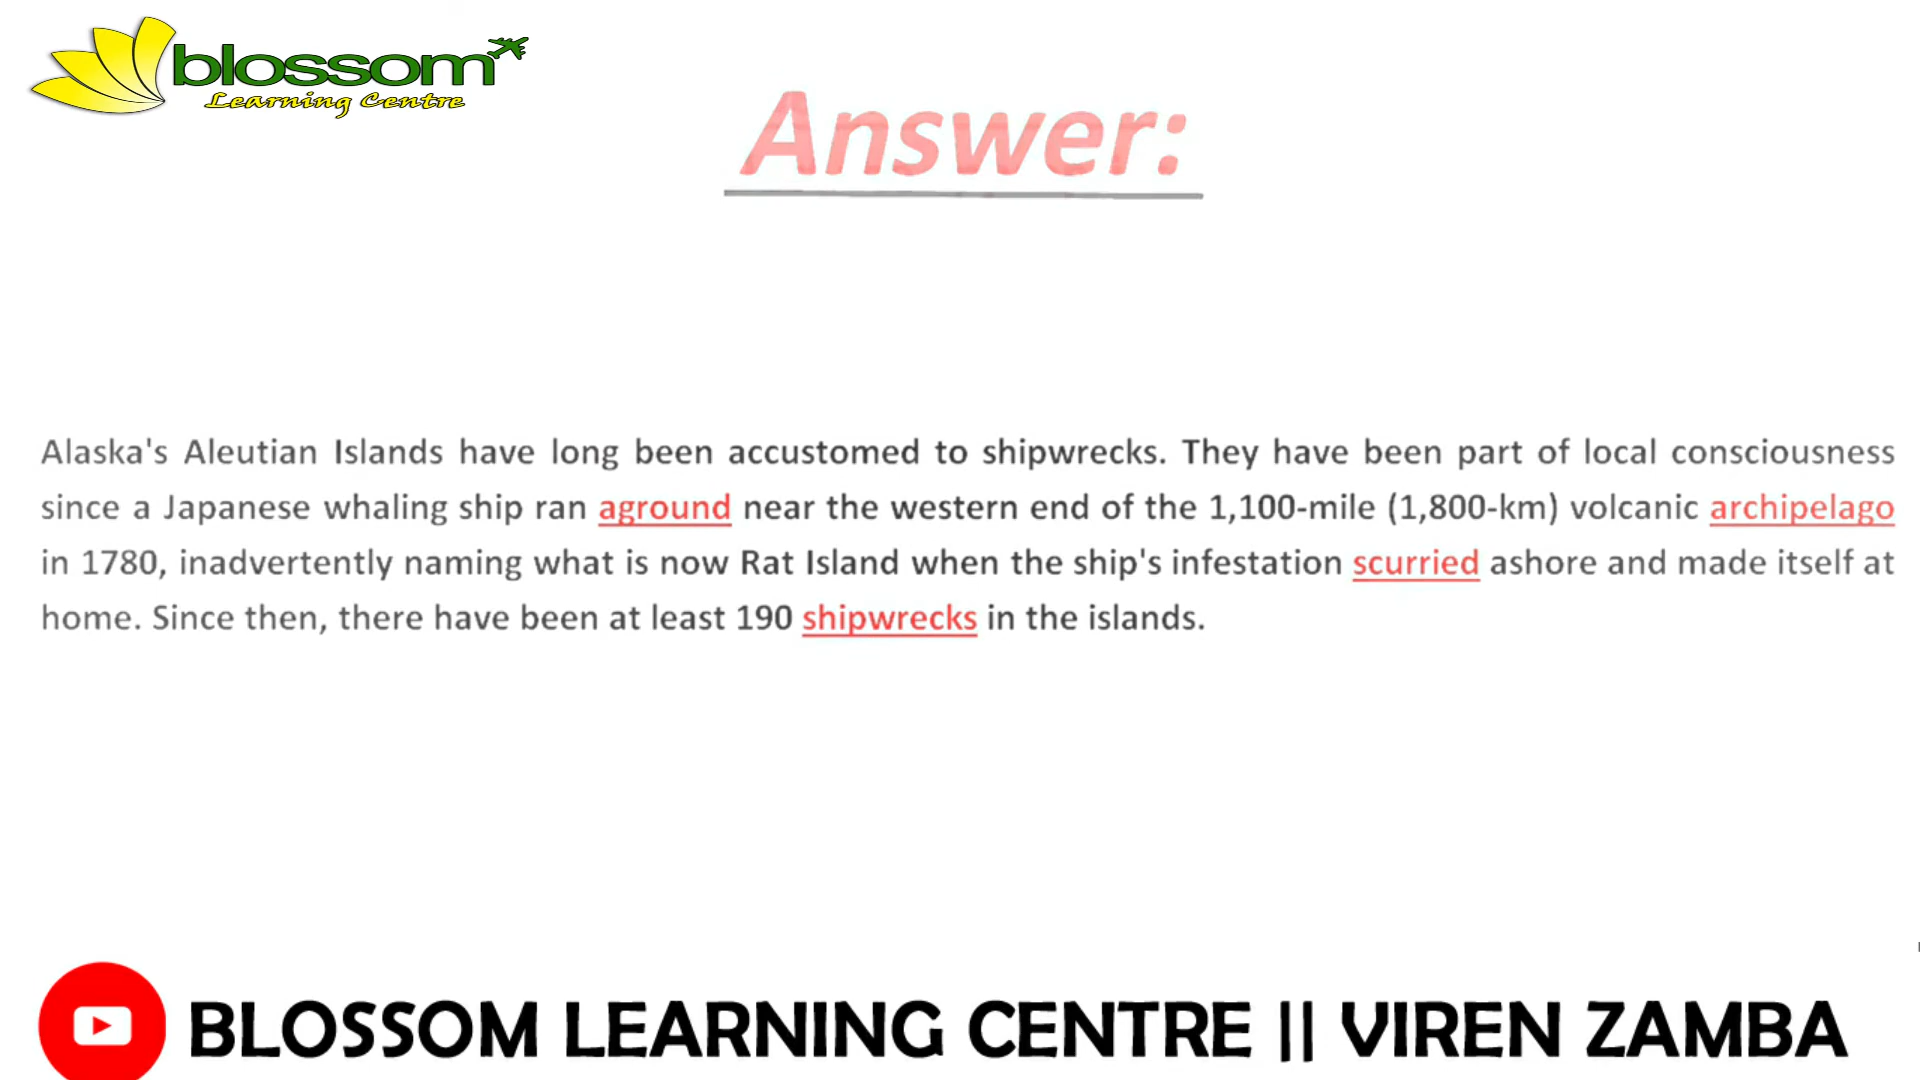 blossom
Learning Centre
Answer:
Alaska's Aleutian Islands have long been accustomed to shipwrecks. They have been part of local consciousness
since a Japanese whaling ship ran aground near the western end of the 1,100-mile (1,800-km) volcanic archipelago
in 1780, inadvertently naming what is now Rat Island when the ship's infestation scurried ashore and made itself at
home. Since then, there have been at least 190 shipwrecks in the islands.
BLOSSOM LEARNING CENTRE || VIREN ZAMBA